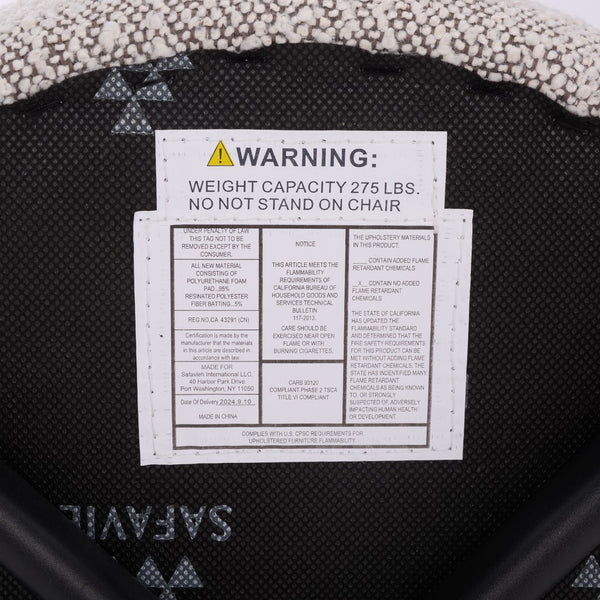 WARNING:
WEIGHT CAPACITY 275 LBS.
NO NOT STAND ON CHAIR
UNDER PENALTY OF LAW
THIS TAG NOT TO BE
REMOVED EXCEPT BY THE
CONSUMER.
ALL NEW MATERIAL
CONSISTING OF
POLYURETHANE FOAM
PAD...95%
RESINATED POLYESTER
FIBER BATTING...5%
REG.NO.CA 43291 (CN)
Certification is made by the
manufacturer that the materials
in this article are described in
accordance with law.
MADE FOR
Safavieh International LLC.
40 Harbor Park Drive
Port Washington, NY 11050
Date Of Delivery 2024.9.10
MADE IN CHINA
NOTICE
THIS ARTICLE MEETS THE
FLAMMABILITY
REQUIREMENTS OF
CALIFORNIA BUREAU OF
HOUSEHOLD GOODS AND
SERVICES TECHNICAL
BULLETIN
117-2013.
CARE SHOULD BE
EXERCISED NEAR OPEN
FLAME OR WITH
BURNING CIGARETTES.
CARB 93120
COMPLIANT PHASE 2 TSCA
TITLE VI COMPLIANT
THE UPHOLSTERY MATERIALS
IN THIS PRODUCT:
____ CONTAIN ADDED FLAME
RETARDANT CHEMICALS
__X__ CONTAIN NO ADDED
FLAME RETARDANT
CHEMICALS
THE STATE OF CALIFORNIA
HAS UPDATED THE
FLAMMABILITY STANDARD
AND DETERMINED THAT THE
FIRE SAFETY REQUIREMENTS
FOR THIS PRODUCT CAN BE
MET WITHOUT ADDING FLAME
RETARDANT CHEMICALS. THE
STATE HAS INDENTIFIED MANY
FLAME RETARDANT
CHEMICALS AS BEING KNOWN
TO, OR STRONGLY
SUSPECTED OF, ADVERSELY
IMPACTING HUMAN HEALTH
OR DEVELOPMENT.
COMPLIES WITH U.S. CPSC REQUIREMENTS FOR
UPHOLSTERED FURNITURE FLAMMABILITY.
SAFAVIE